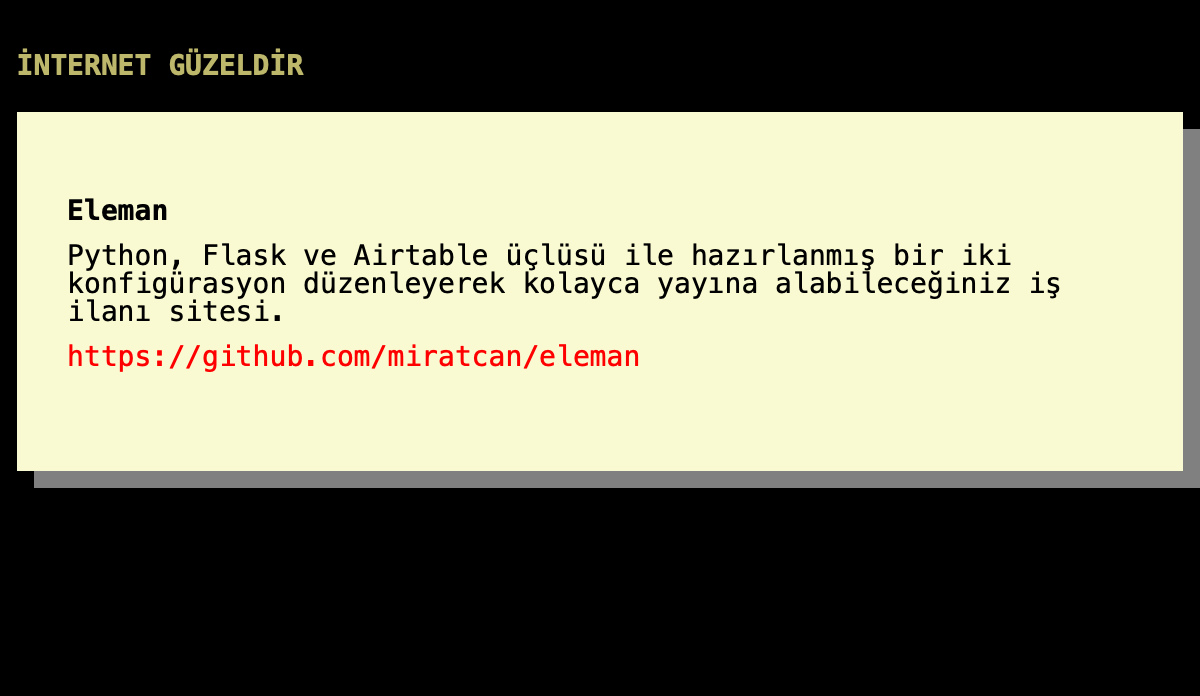 İNTERNET GÜZELDİR
Eleman
Python, Flask ve Airtable üçlüsü ile hazırlanmış bir iki
konfigürasyon düzenleyerek kolayca yayına alabileceğiniz iş
ilanı sitesi.
https://github.com/miratcan/eleman